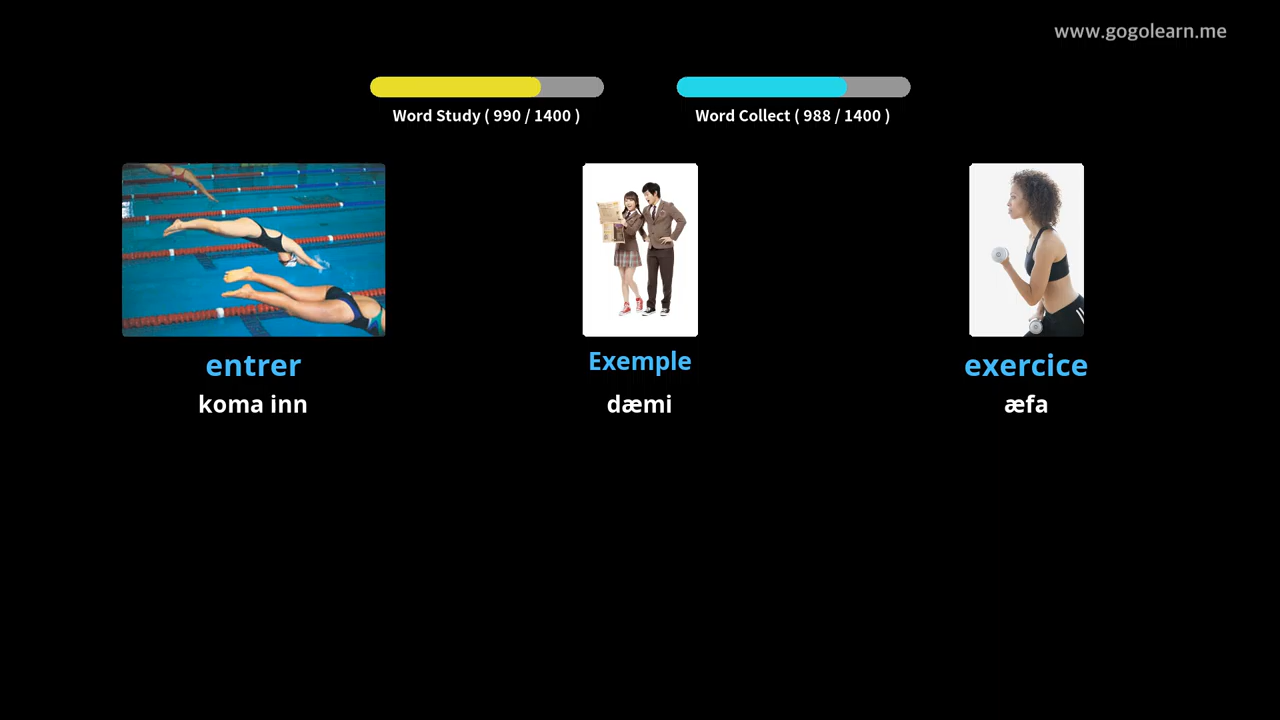 www.gogolearn.me
Word Study ( 990 / 1400 )
Word Collect ( 988 / 1400 )
entrer
Exemple
exercice
koma inn
dæmi
æfa